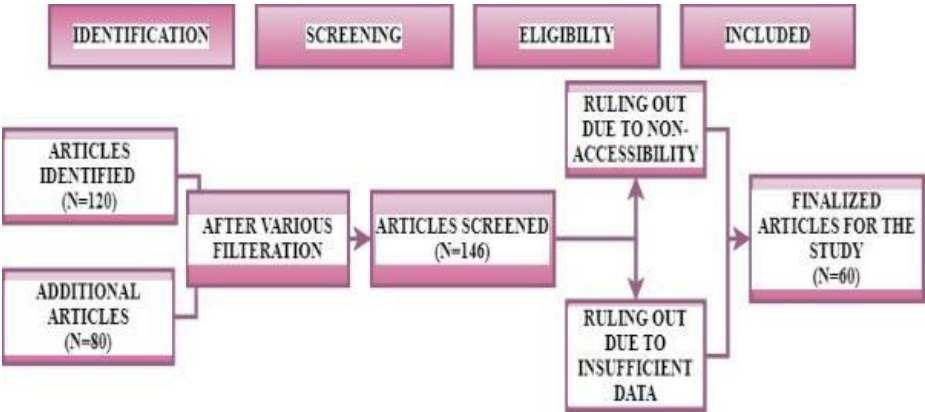 IDENTIFICATION
SCREENING
ELIGIBILTY
INCLUDED
ARTICLES
IDENTIFIED
(N=120)
ADDITIONAL
ARTICLES
(N=80)
AFTER VARIOUS
FILTERATION
ARTICLES SCREENED
(N=146)
RULING OUT
DUE TO NON-
ACCESSIBILITY
RULING OUT
DUE TO
INSUFFICIENT
DATA
FINALIZED
ARTICLES FOR THE
STUDY
(N=60)